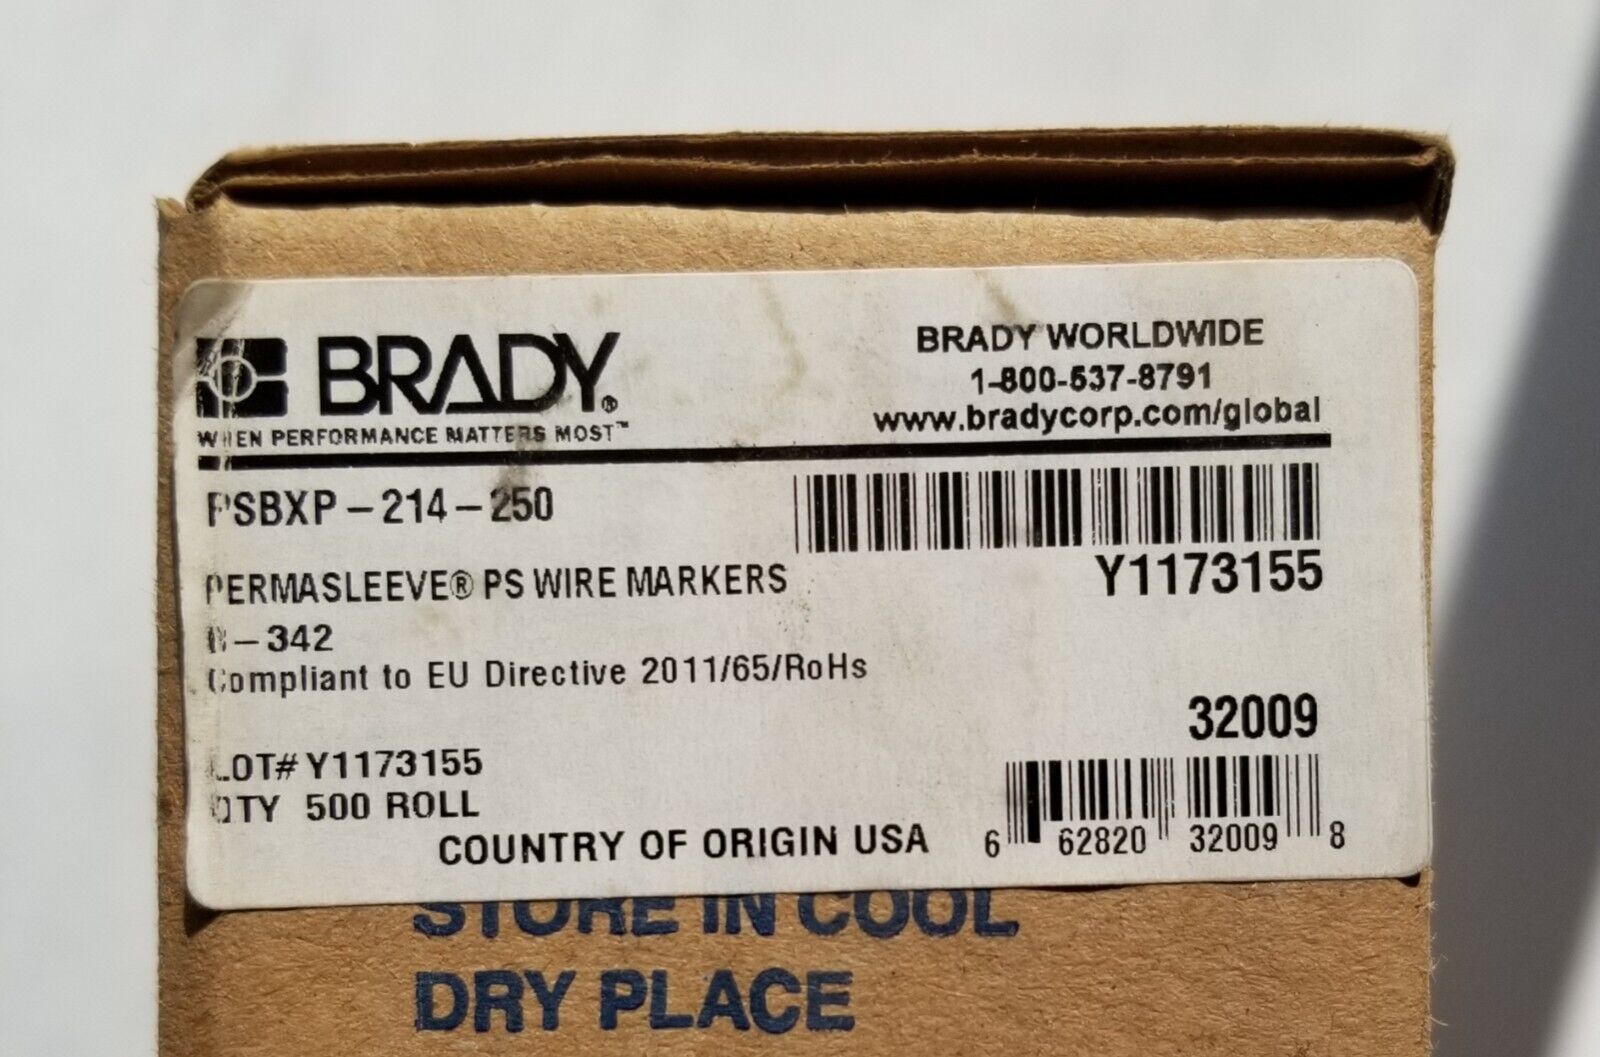 BRADY®
WHEN PERFORMANCE MATTERS MOST™
BRADY WORLDWIDE
1-800-537-8791
www.bradycorp.com/global
PSBXP-214-250
Y1173155
PERMASLEEVE® PS WIRE MARKERS
B-342
Compliant to EU Directive 2011/65/RoHs
32009
LOT# Y1173155
QTY 500 ROLL
COUNTRY OF ORIGIN USA
6 62820 32009 8
STORE IN COOL
DRY PLACE